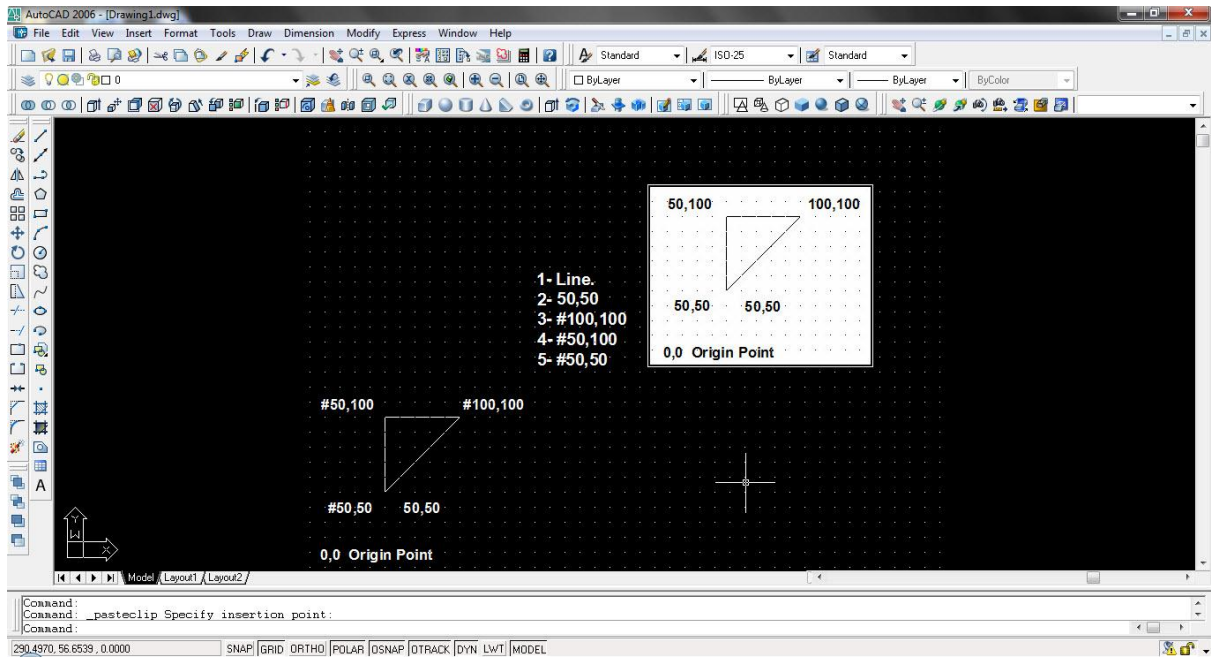 AutoCAD 2006 - [Drawing1.dwg]
File Edit View Insert Format Tools Draw Dimension Modify Express Window Help
Standard ISO-25 Standard
0 ByLayer ByLayer ByLayer ByColor
50,100 100,100
50,50 50,50
0,0 Origin Point
1- Line.
2- 50,50
3- #100,100
4- #50,100
5- #50,50
#50,100 #100,100
#50,50 50,50
0,0 Origin Point
Y
W
X
A
Model Layout1 Layout2
Command:
Command: _pasteclip Specify insertion point:
Command:
290.4970, 56.6539 , 0.0000 SNAP GRID ORTHO POLAR OSNAP OTRACK DYN LWT MODEL